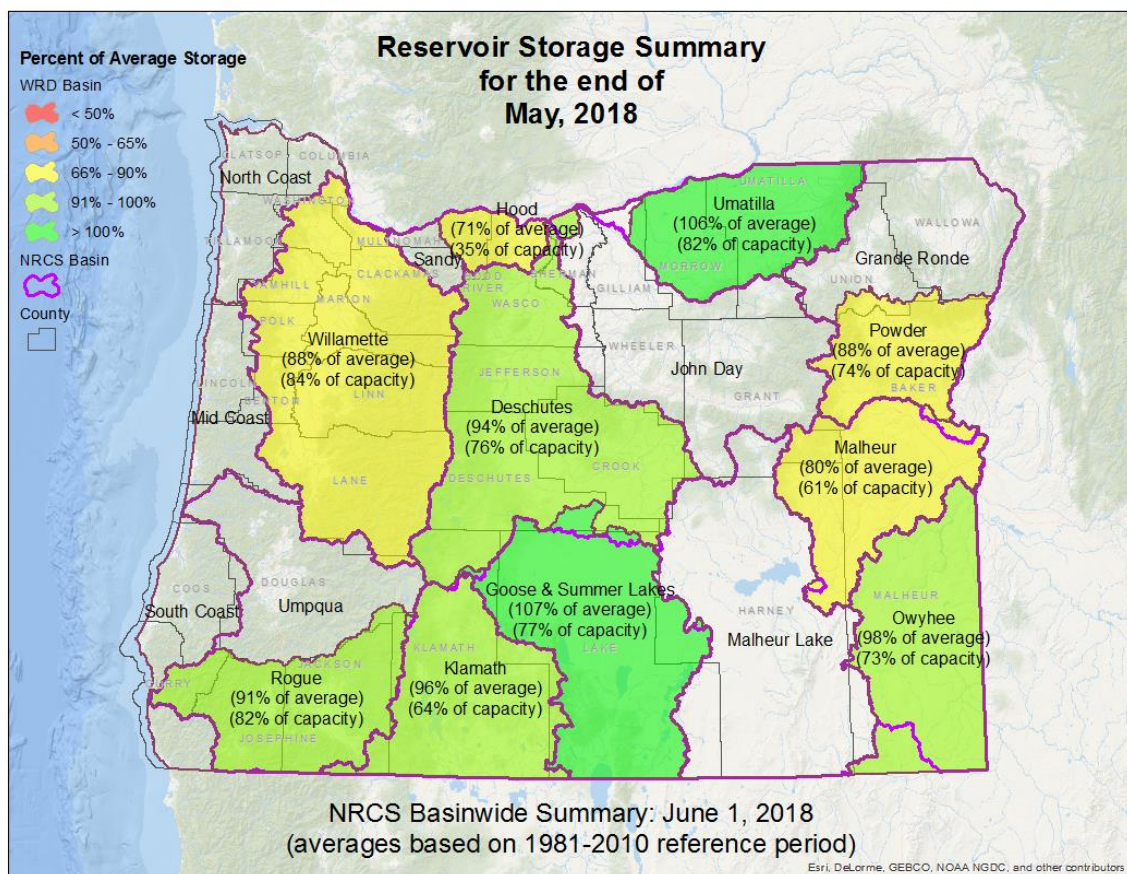 Reservoir Storage Summary
for the end of
May, 2018
Percent of Average Storage
WRD Basin
< 50%
50% - 65%
66% - 90%
91% - 100%
> 100%
NRCS Basin
County
CLATSOP
COLUMBIA
North Coast
WASHINGTON
TILLAMOOK
MULTNOMAH
Hood
(71% of average)
(35% of capacity)
Sandy
HOOD
RIVER
SHERMAN
WASCO
GILLIAM
UMATILLA
Umatilla
(106% of average)
(82% of capacity)
MORROW
WALLOWA
Grande Ronde
UNION
CLACKAMAS
YAMHILL
MARION
POLK
Willamette
(88% of average)
(84% of capacity)
LINCOLN
BENTON
LINN
Mid Coast
LANE
JEFFERSON
Deschutes
(94% of average)
(76% of capacity)
CROOK
DESCHUTES
WHEELER
John Day
GRANT
Powder
(88% of average)
(74% of capacity)
BAKER
Malheur
(80% of average)
(61% of capacity)
COOS
South Coast
DOUGLAS
Umpqua
Goose & Summer Lakes
(107% of average)
(77% of capacity)
LAKE
HARNEY
Malheur Lake
MALHEUR
Owyhee
(98% of average)
(73% of capacity)
CURRY
JACKSON
Rogue
(91% of average)
(82% of capacity)
JOSEPHINE
KLAMATH
Klamath
(96% of average)
(64% of capacity)
NRCS Basinwide Summary: June 1, 2018
(averages based on 1981-2010 reference period)
Esri, DeLorme, GEBCO, NOAA NGDC, and other contributors